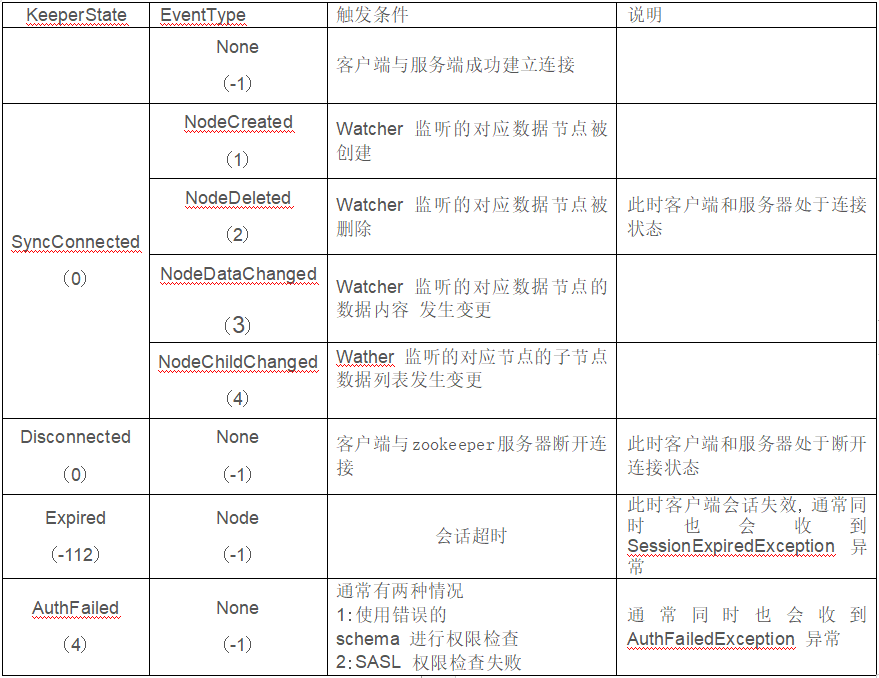 KeeperState EventType 触发条件 说明
None
（-1）
客户端与服务端成功建立连接
SyncConnected
（0）
NodeCreated
（1）
Watcher 监听的对应数据节点被
创建
NodeDeleted
（2）
Watcher 监听的对应数据节点被
删除
此时客户端和服务器处于连接
状态
NodeDataChanged
（3）
Watcher 监听的对应数据节点的
数据内容 发生变更
NodeChildChanged
（4）
Wather 监听的对应节点的子节点
数据列表发生变更
Disconnected
（0）
None
（-1）
客户端与zookeeper服务器断开连
接
此时客户端和服务器处于断开
连接状态
Expired
（-112）
Node
（-1）
会话超时
此时客户端会话失效,通常同
时也会收到
SessionExpiredException 异
常
AuthFailed
（4）
None
（-1）
通常有两种情况
1:使用错误的
schema 进行权限检查
2:SASL 权限检查失败
通常同时也会收到
AuthFailedException 异常